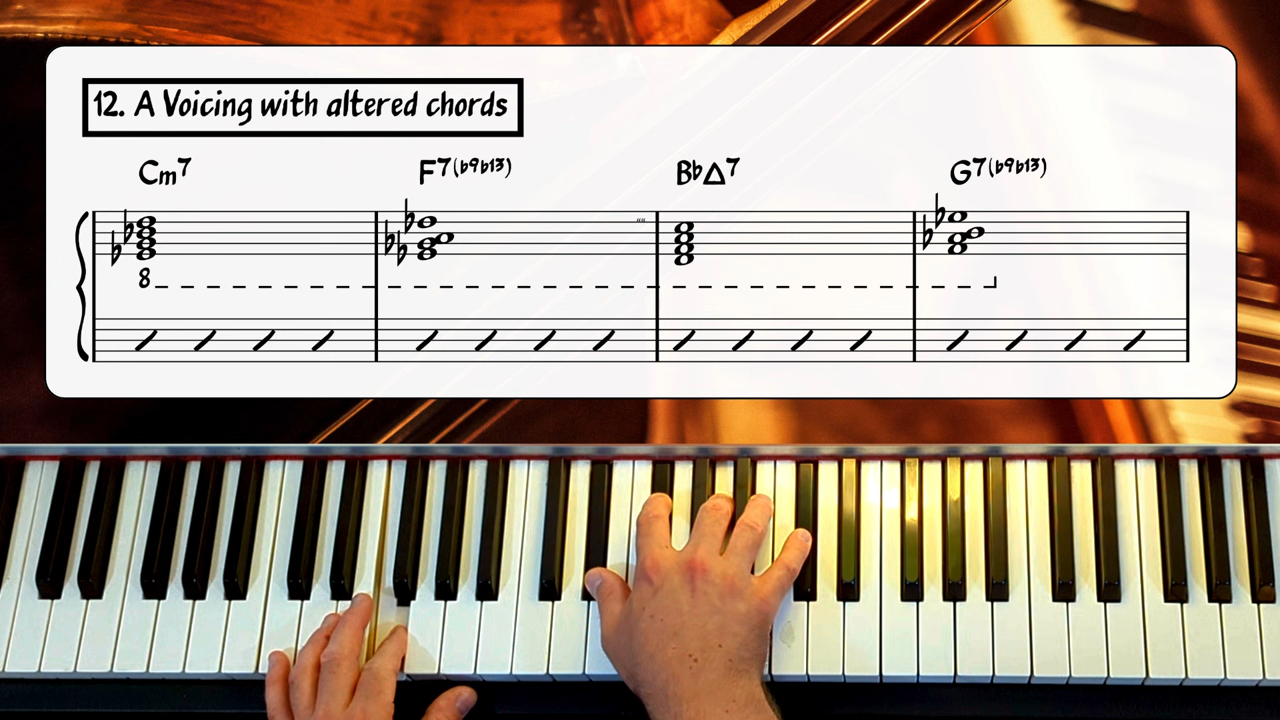 12. A Voicing with altered chords
Cm7 F7(b9b13) Bb△7 G7(b9b13)
8